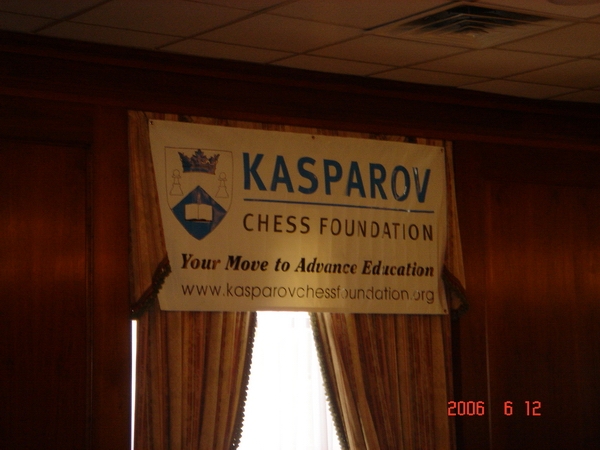 KASPAROV
CHESS FOUNDATION
Your Move to Advance Education
www.kasparovchessfoundation.org
2006 6 12